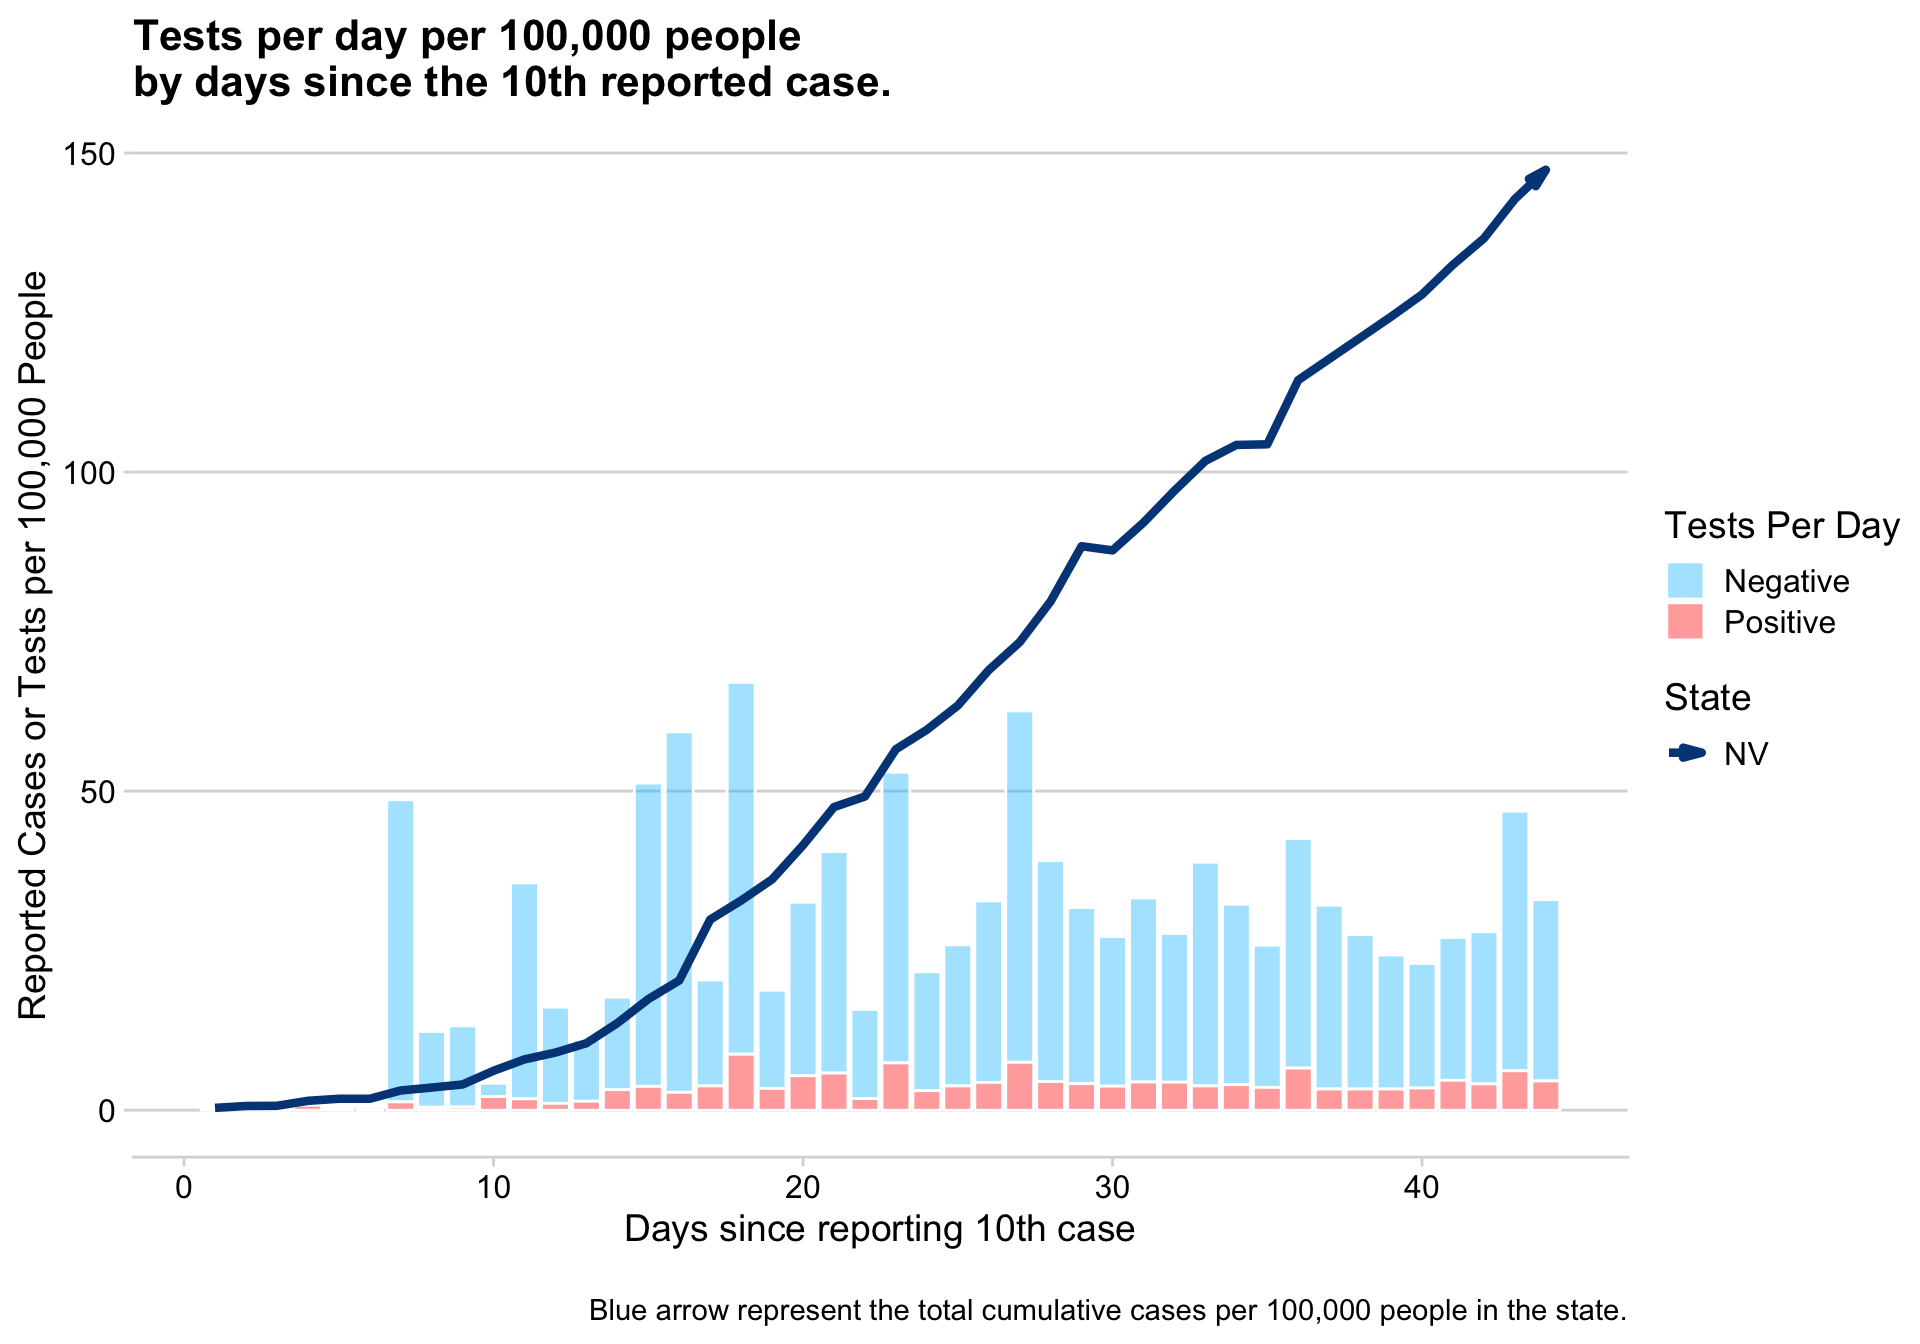 Tests per day per 100,000 people
by days since the 10th reported case.
Reported Cases or Tests per 100,000 People
150
100
50
0
0
10
20
30
40
Days since reporting 10th case
Tests Per Day
Negative
Positive
State
NV
Blue arrow represent the total cumulative cases per 100,000 people in the state.